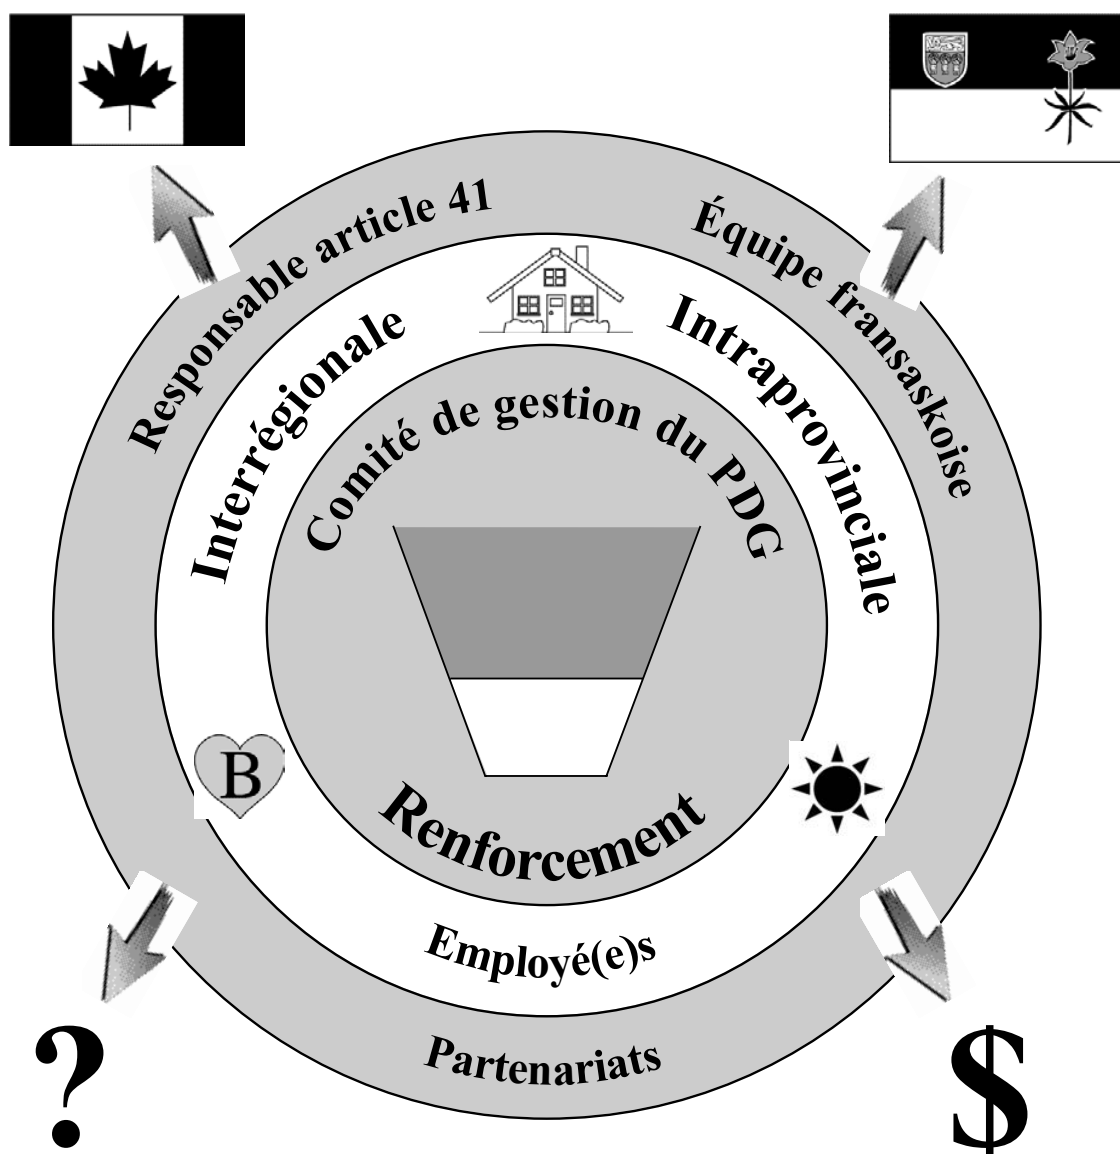 Responsable article 41
Équipe fransaskoise
Interrégionale
Intraprovinciale
Comité de gestion du PDG
B
Renforcement
Employé(e)s
Partenariats
?
$